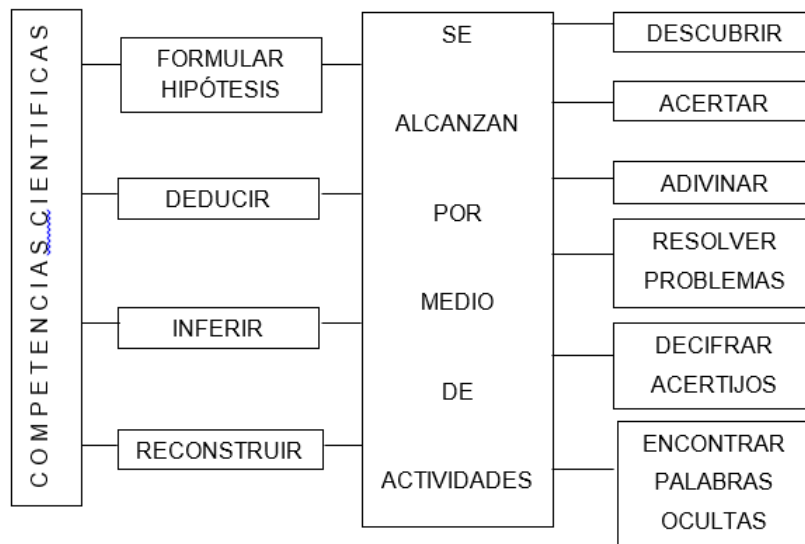 COMPETENCIAS CIENTIFICAS
FORMULAR
HIPÓTESIS
DEDUCIR
INFERIR
RECONSTRUIR
SE
ALCANZAN
POR
MEDIO
DE
ACTIVIDADES
DESCUBRIR
ACERTAR
ADIVINAR
RESOLVER
PROBLEMAS
DECIFRAR
ACERTIJOS
ENCONTRAR
PALABRAS
OCULTAS